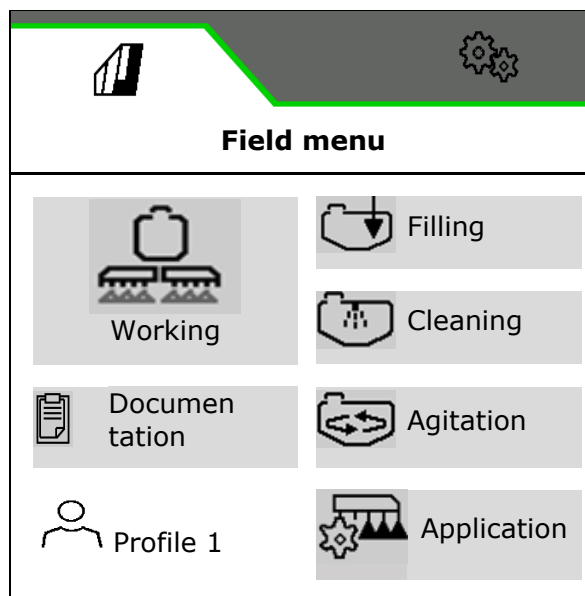 Field menu
Working
Filling
Cleaning
Documen
tation
Agitation
Profile 1
Application